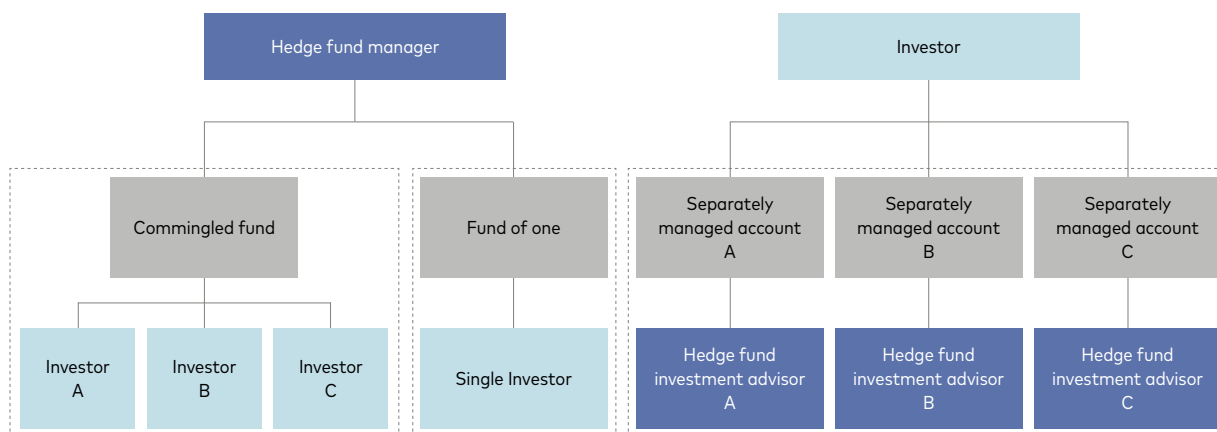 Hedge fund manager
Investor
Commingled fund
Fund of one
Separately
managed account
A
Separately
managed account
B
Separately
managed account
C
Investor
A
Investor
B
Investor
C
Single Investor
Hedge fund
investment advisor
A
Hedge fund
investment advisor
B
Hedge fund
investment advisor
C